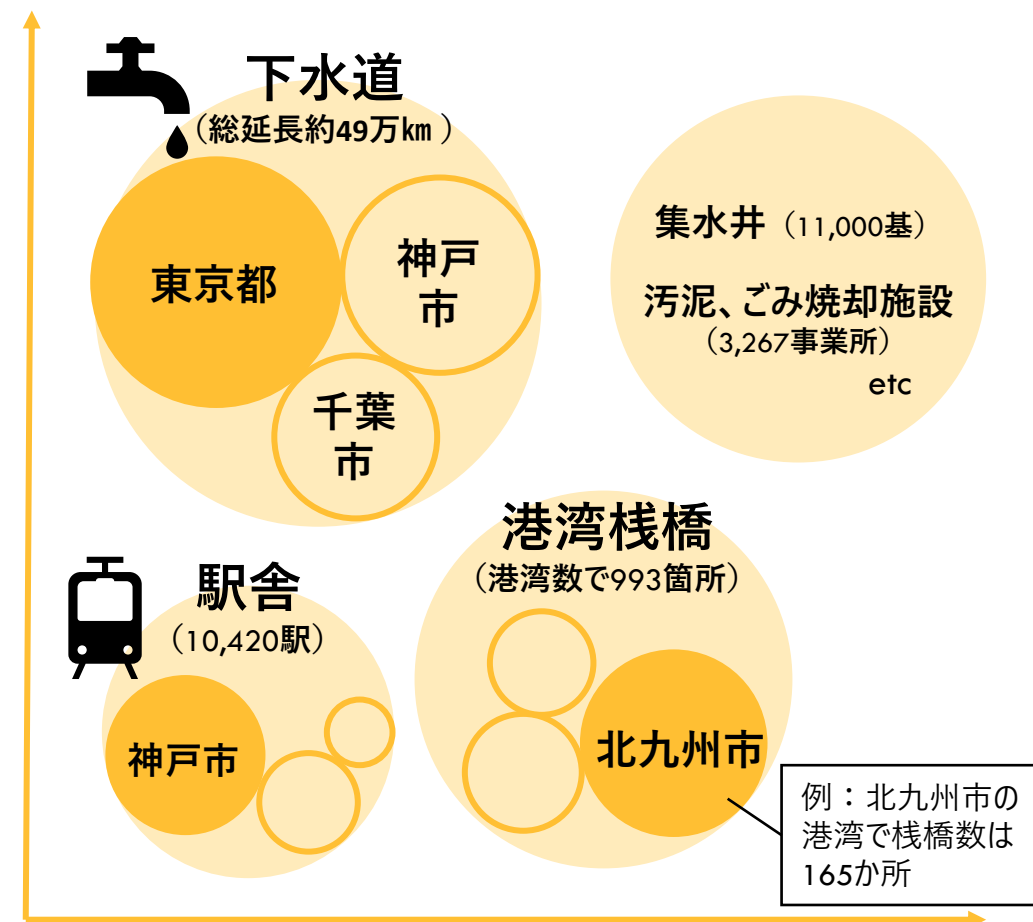 下水道
（総延長約49万㎞）
東京都
神戸
市
千葉
市
集水井（11,000基）
汚泥、ごみ焼却施設
（3,267事業所）
etc
駅舎
（10,420駅）
神戸市
港湾桟橋
（港湾数で993箇所）
北九州市
例：北九州市の
港湾で桟橋数は
165か所